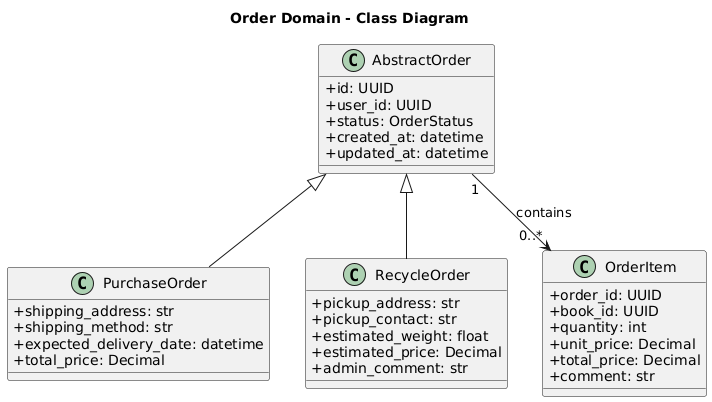 Order Domain - Class Diagram
C AbstractOrder
+id: UUID
+user_id: UUID
+status: OrderStatus
+created_at: datetime
+updated_at: datetime
1
contains
0..*
C PurchaseOrder
+shipping_address: str
+shipping_method: str
+expected_delivery_date: datetime
+total_price: Decimal
C RecycleOrder
+pickup_address: str
+pickup_contact: str
+estimated_weight: float
+estimated_price: Decimal
+admin_comment: str
C OrderItem
+order_id: UUID
+book_id: UUID
+quantity: int
+unit_price: Decimal
+total_price: Decimal
+comment: str